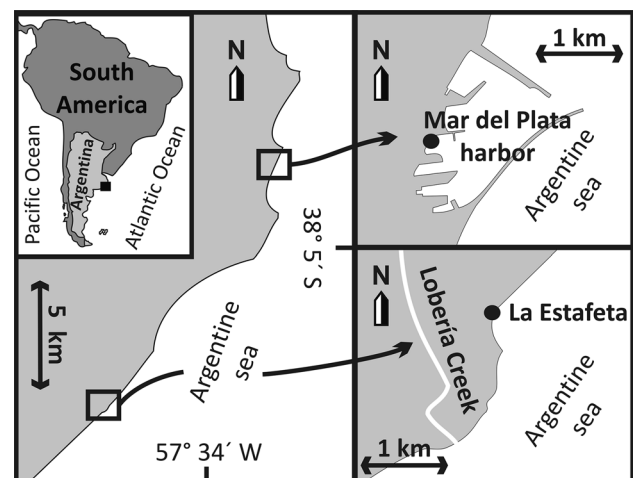 South
America
Argentina
Pacific Ocean
Atlantic Ocean
N
38° 5´ S
5 km
Argentine
sea
57° 34´ W
N
1 km
Mar del Plata
harbor
Argentine
sea
N
Lobería Creek
La Estafeta
Argentine
sea
1 km